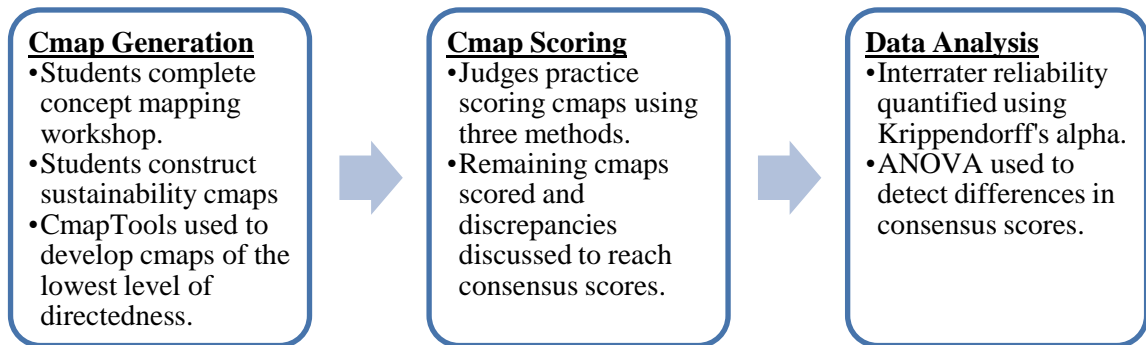 Cmap Generation
•Students complete
concept mapping
workshop.
•Students construct
sustainability cmaps
•CmapTools used to
develop cmaps of the
lowest level of
directedness.
Cmap Scoring
•Judges practice
scoring cmaps using
three methods.
•Remaining cmaps
scored and
discrepancies
discussed to reach
consensus scores.
Data Analysis
•Interrater reliability
quantified using
Krippendorff's alpha.
•ANOVA used to
detect differences in
consensus scores.